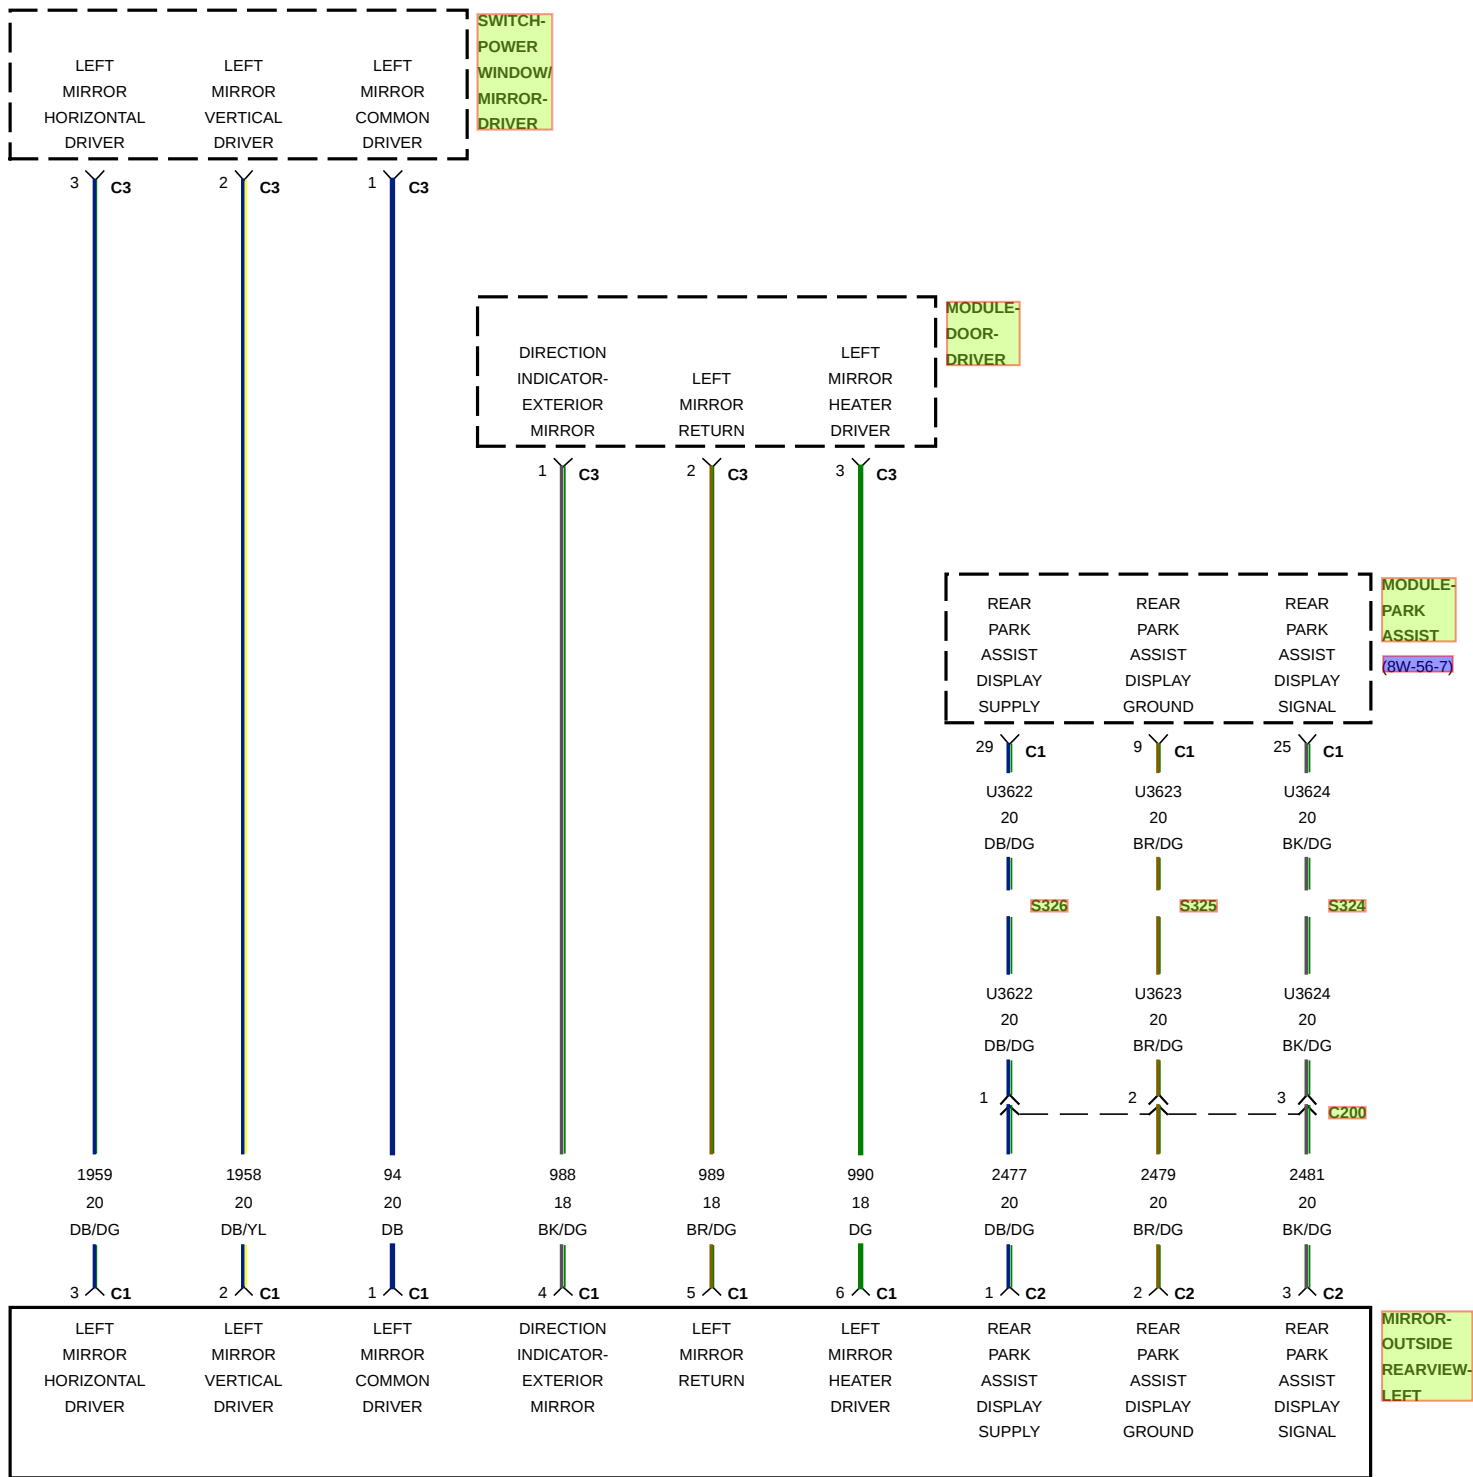 SWITCH-
POWER
WINDOW/
MIRROR-
DRIVER
LEFT
MIRROR
HORIZONTAL
DRIVER
LEFT
MIRROR
VERTICAL
DRIVER
LEFT
MIRROR
COMMON
DRIVER
3 C3
2 C3
1 C3
MODULE-
DOOR-
DRIVER
DIRECTION
INDICATOR-
EXTERIOR
MIRROR
LEFT
MIRROR
RETURN
LEFT
MIRROR
HEATER
DRIVER
1 C3
2 C3
3 C3
MODULE-
PARK
ASSIST
(8W-56-7)
REAR
PARK
ASSIST
DISPLAY
SUPPLY
REAR
PARK
ASSIST
DISPLAY
GROUND
REAR
PARK
ASSIST
DISPLAY
SIGNAL
29 C1
9 C1
25 C1
U3622
20
DB/DG
U3623
20
BR/DG
U3624
20
BK/DG
S326
S325
S324
U3622
20
DB/DG
U3623
20
BR/DG
U3624
20
BK/DG
1
2
3
C200
1959
20
DB/DG
1958
20
DB/YL
94
20
DB
988
18
BK/DG
989
18
BR/DG
990
18
DG
2477
20
DB/DG
2479
20
BR/DG
2481
20
BK/DG
3 C1
2 C1
1 C1
4 C1
5 C1
6 C1
1 C2
2 C2
3 C2
LEFT
MIRROR
HORIZONTAL
DRIVER
LEFT
MIRROR
VERTICAL
DRIVER
LEFT
MIRROR
COMMON
DRIVER
DIRECTION
INDICATOR-
EXTERIOR
MIRROR
LEFT
MIRROR
RETURN
LEFT
MIRROR
HEATER
DRIVER
REAR
PARK
ASSIST
DISPLAY
SUPPLY
REAR
PARK
ASSIST
DISPLAY
GROUND
REAR
PARK
ASSIST
DISPLAY
SIGNAL
MIRROR-
OUTSIDE
REARVIEW-
LEFT